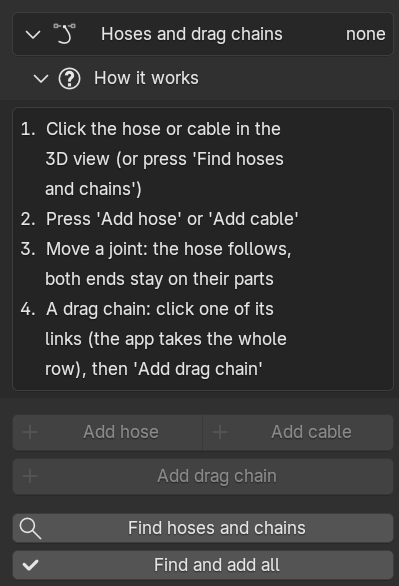 Hoses and drag chains none
How it works
1. Click the hose or cable in the
3D view (or press 'Find hoses
and chains')
2. Press 'Add hose' or 'Add cable'
3. Move a joint: the hose follows,
both ends stay on their parts
4. A drag chain: click one of its
links (the app takes the whole
row), then 'Add drag chain'
Add hose Add cable
Add drag chain
Find hoses and chains
Find and add all